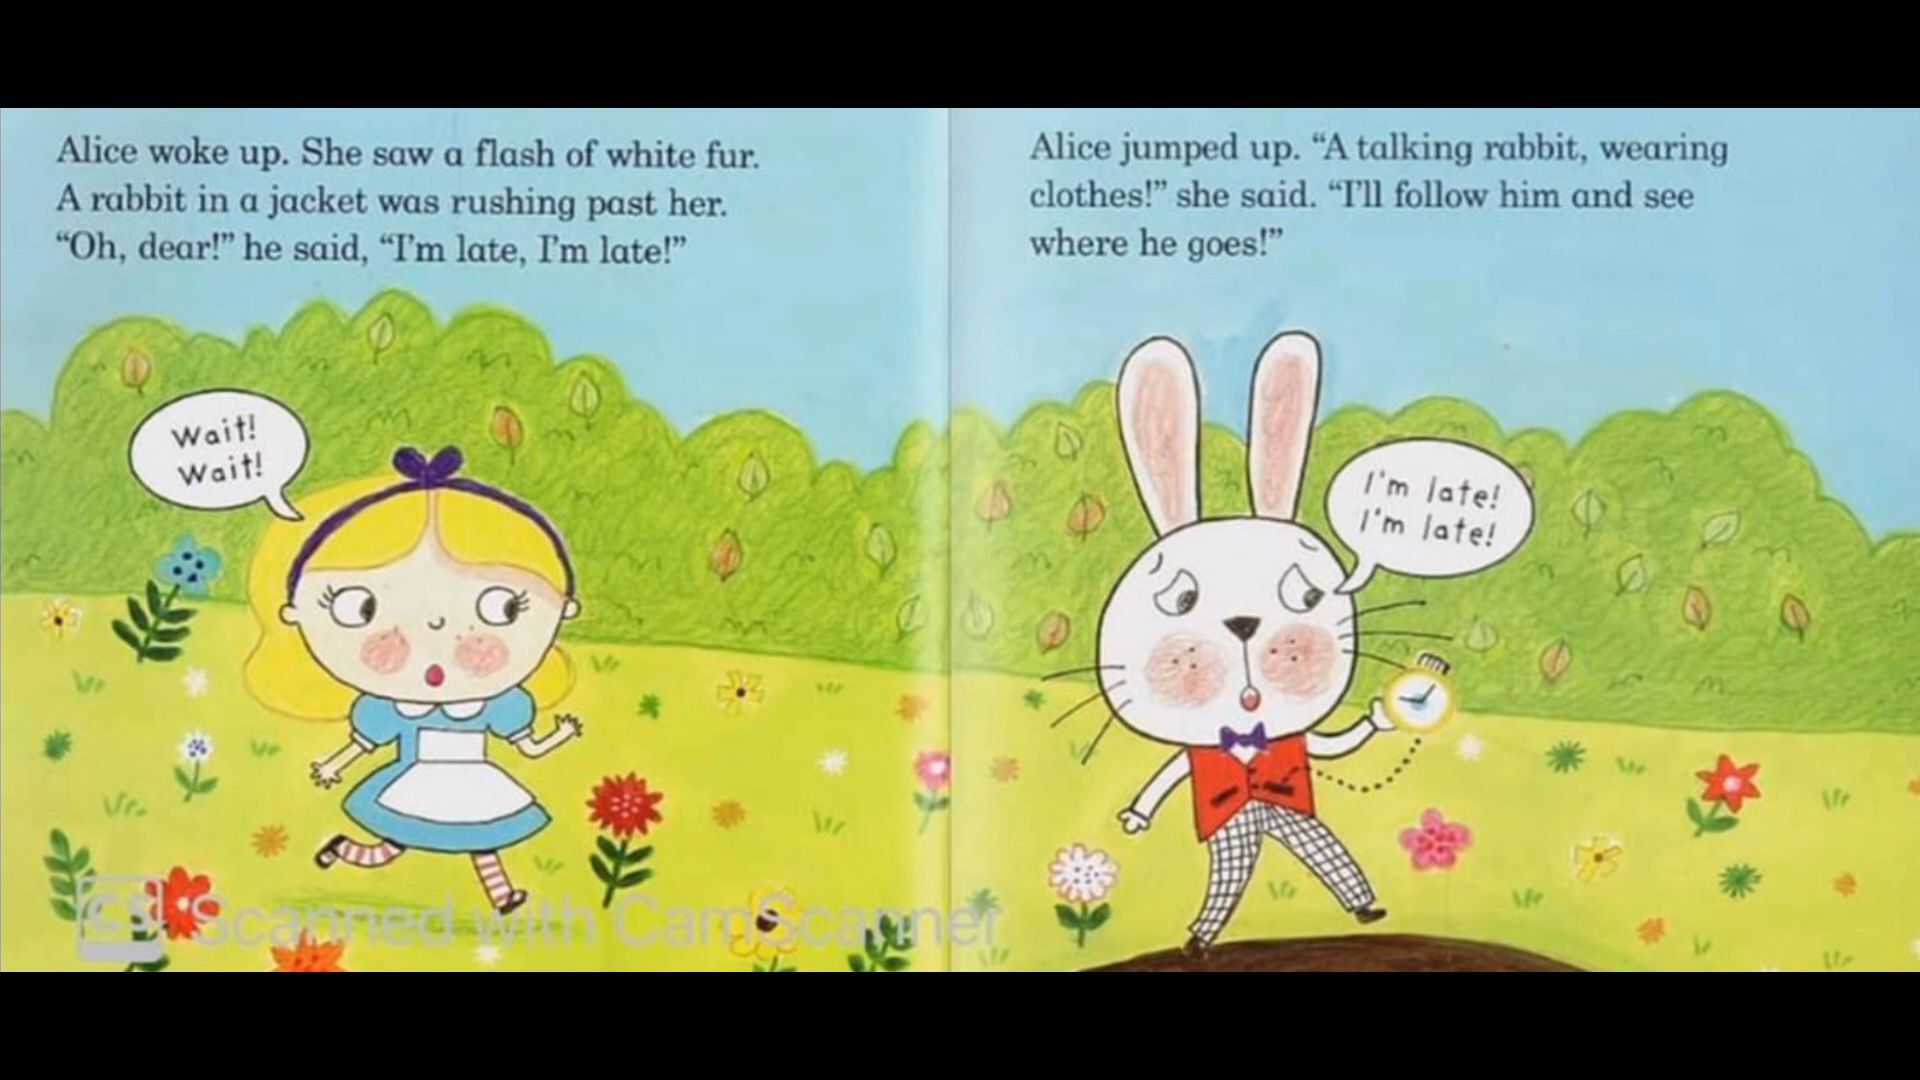 Alice woke up. She saw a flash of white fur.
A rabbit in a jacket was rushing past her.
“Oh, dear!” he said, “I’m late, I’m late!”
Wait!
Wait!
Alice jumped up. “A talking rabbit, wearing
clothes!” she said. “I’ll follow him and see
where he goes!”
I'm late!
I'm late!
CS Scanned with CamScanner